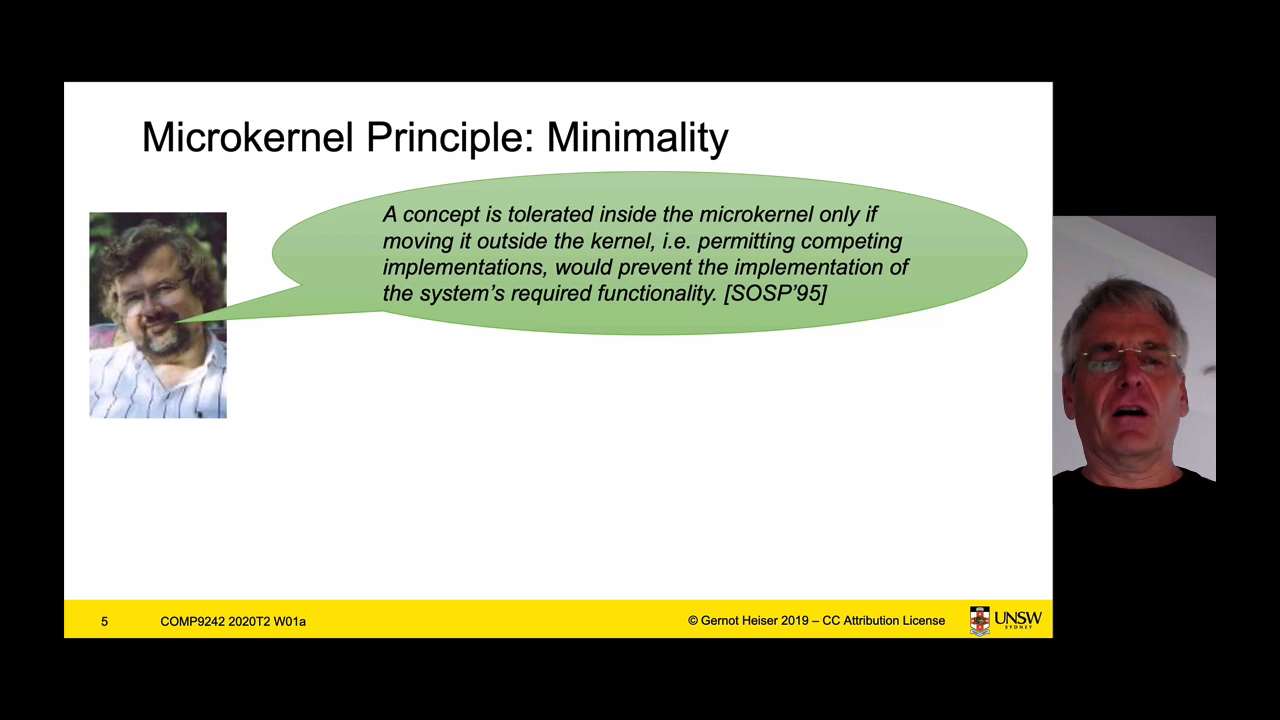 Microkernel Principle: Minimality
A concept is tolerated inside the microkernel only if
moving it outside the kernel, i.e. permitting competing
implementations, would prevent the implementation of
the system's required functionality. [SOSP'95]
5
COMP9242 2020T2 W01a
© Gernot Heiser 2019 – CC Attribution License
UNSW
SYDNEY